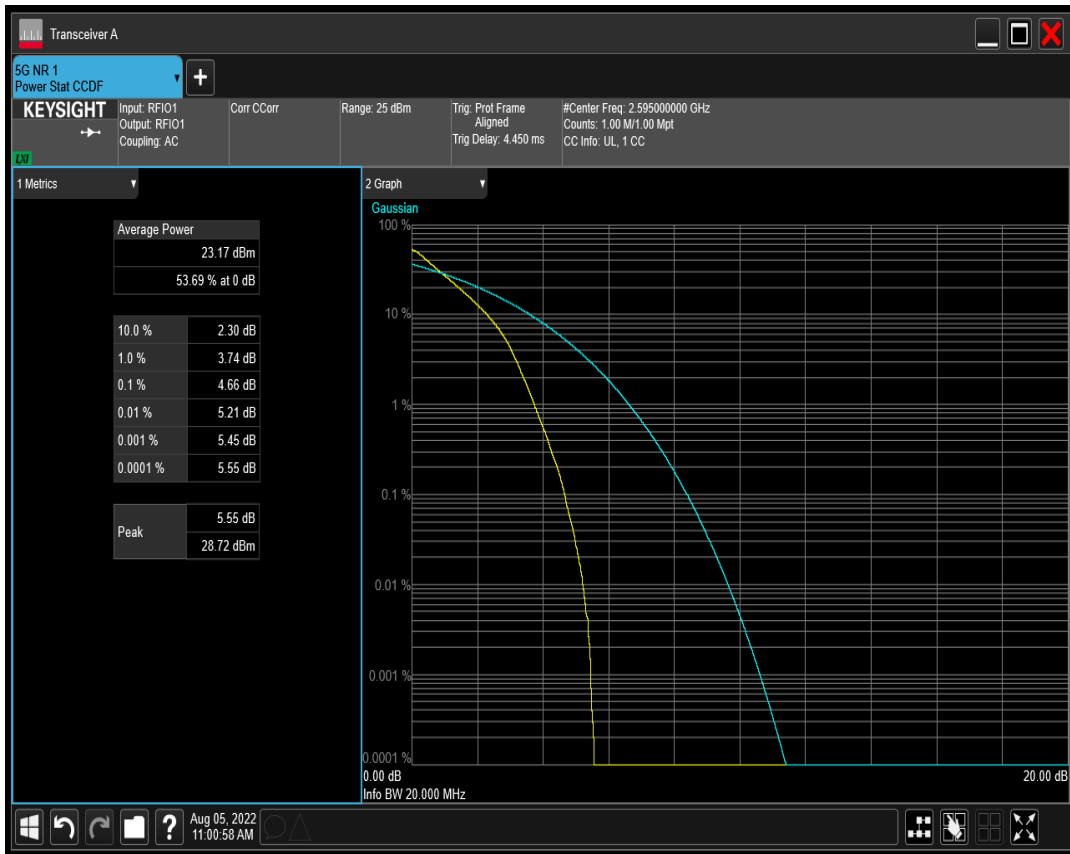 Transceiver A
5G NR 1
Power Stat CCDF
+
KEYSIGHT
LXI
Input: RFIO1
Output: RFIO1
Coupling: AC
Corr CCorr
Range: 25 dBm
Trig: Prot Frame
Aligned
Trig Delay: 4.450 ms
#Center Freq: 2.595000000 GHz
Counts: 1.00 M/1.00 Mpt
CC Info: UL, 1 CC
1 Metrics
Average Power
23.17 dBm
53.69 % at 0 dB
10.0 % 2.30 dB
1.0 % 3.74 dB
0.1 % 4.66 dB
0.01 % 5.21 dB
0.001 % 5.45 dB
0.0001 % 5.55 dB
Peak 5.55 dB
28.72 dBm
2 Graph
Gaussian
100 %
10 %
1 %
0.1 %
0.01 %
0.001 %
0.0001 %
0.00 dB 20.00 dB
Info BW 20.000 MHz
?
Aug 05, 2022
11:00:58 AM